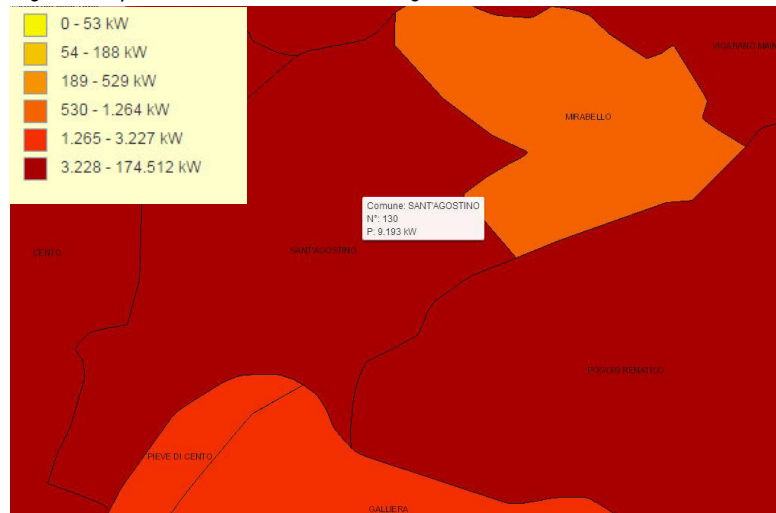 0 - 53 kW
54 - 188 kW
189 - 529 kW
530 - 1.264 kW
1.265 - 3.227 kW
3.228 - 174.512 kW
MIRABELLO
Comune: SANT'AGOSTINO
N°: 130
P: 9.193 kW
SANT'AGOSTINO
CENTO
POGGIO RENATICO
PIEVE DI CENTO
GALLIERA